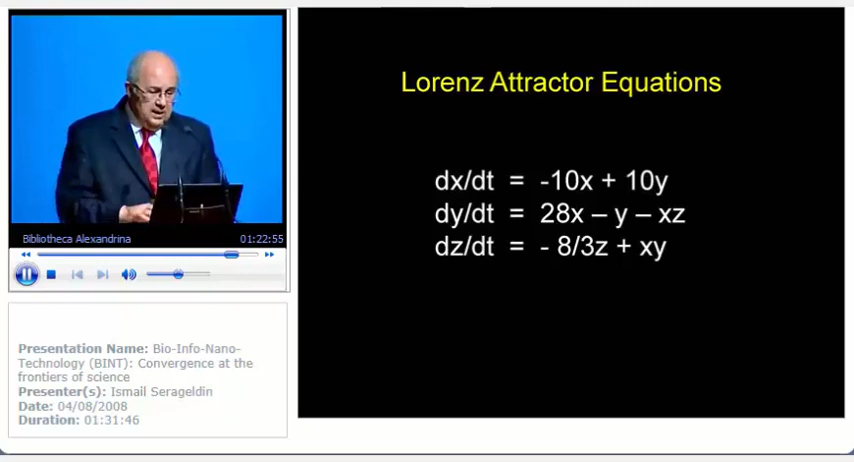 Lorenz Attractor Equations
dx/dt = -10x + 10y
dy/dt = 28x – y – xz
dz/dt = - 8/3z + xy
Bibliotheca Alexandrina 01:22:55
Presentation Name: Bio-Info-Nano-
Technology (BINT): Convergence at the
frontiers of science
Presenter(s): Ismail Serageldin
Date: 04/08/2008
Duration: 01:31:46